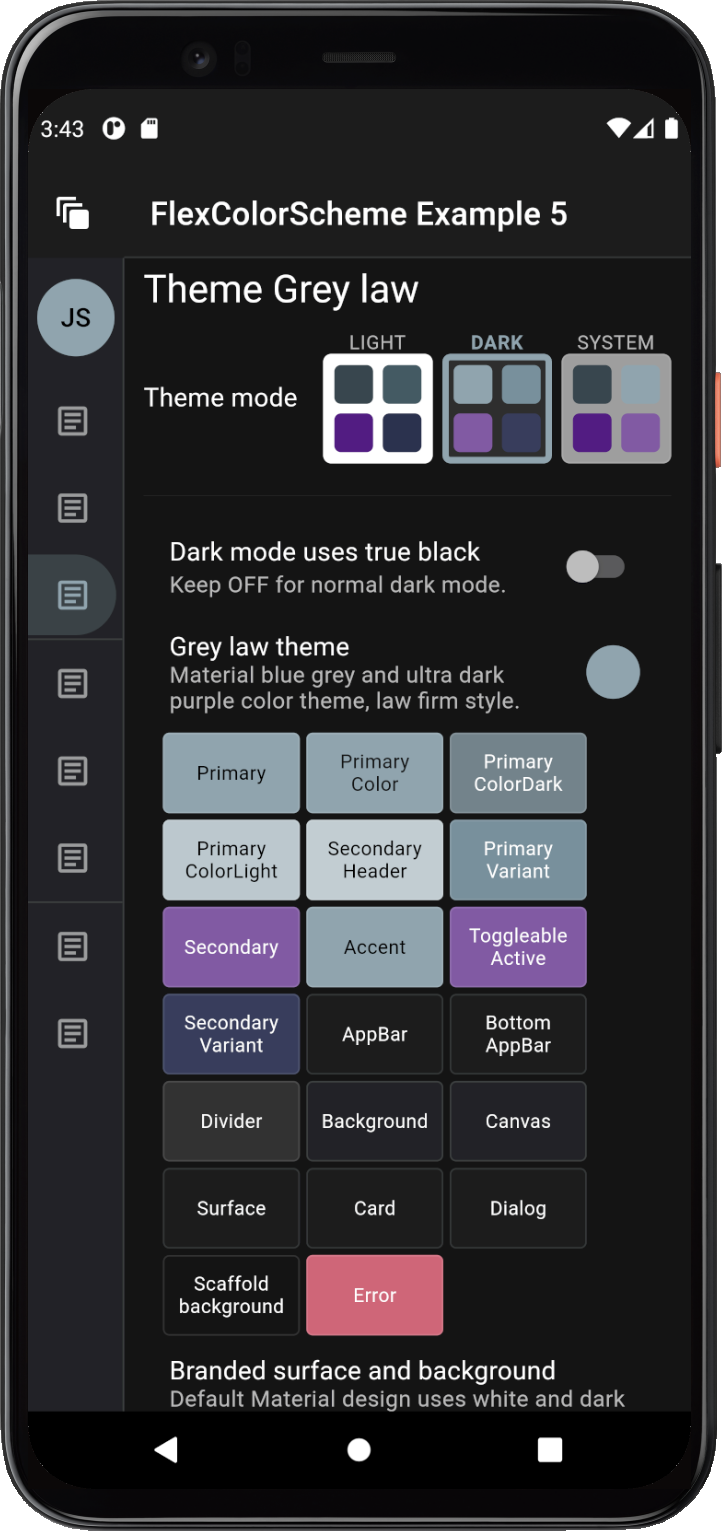 3:43
FlexColorScheme Example 5
JS
Theme Grey law
LIGHT DARK SYSTEM
Theme mode
Dark mode uses true black
Keep OFF for normal dark mode.
Grey law theme
Material blue grey and ultra dark
purple color theme, law firm style.
Primary
Primary
Color
Primary
ColorDark
Primary
ColorLight
Secondary
Header
Primary
Variant
Secondary
Accent
Toggleable
Active
Secondary
Variant
AppBar
Bottom
AppBar
Divider
Background
Canvas
Surface
Card
Dialog
Scaffold
background
Error
Branded surface and background
Default Material design uses white and dark